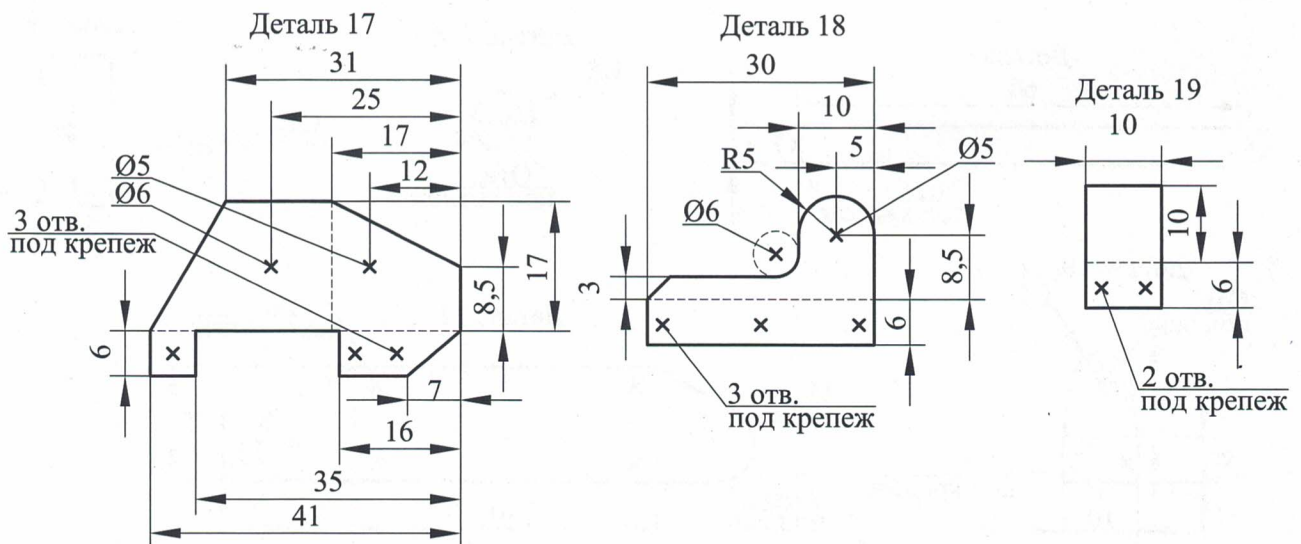 Деталь 17
31
25
17
12
Ø5
Ø6
3 отв.
под крепеж
17
8,5
6
7
16
35
41
Деталь 18
30
10
5
R5
Ø5
Ø6
3
8,5
6
3 отв.
под крепеж
Деталь 19
10
10
6
2 отв.
под крепеж